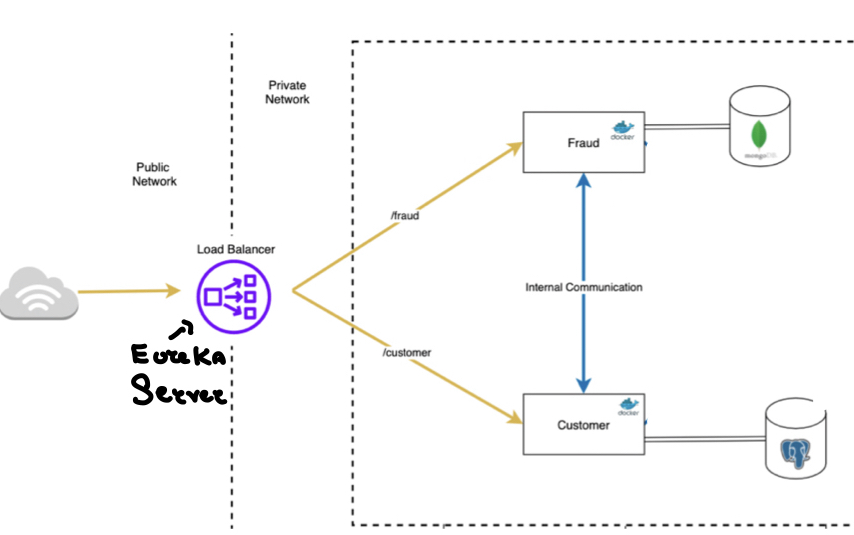 Private
Network
Public
Network
docker
Fraud
mongoDB
/fraud
Load Balancer
Internal Communication
Eureka
Server
/customer
docker
Customer